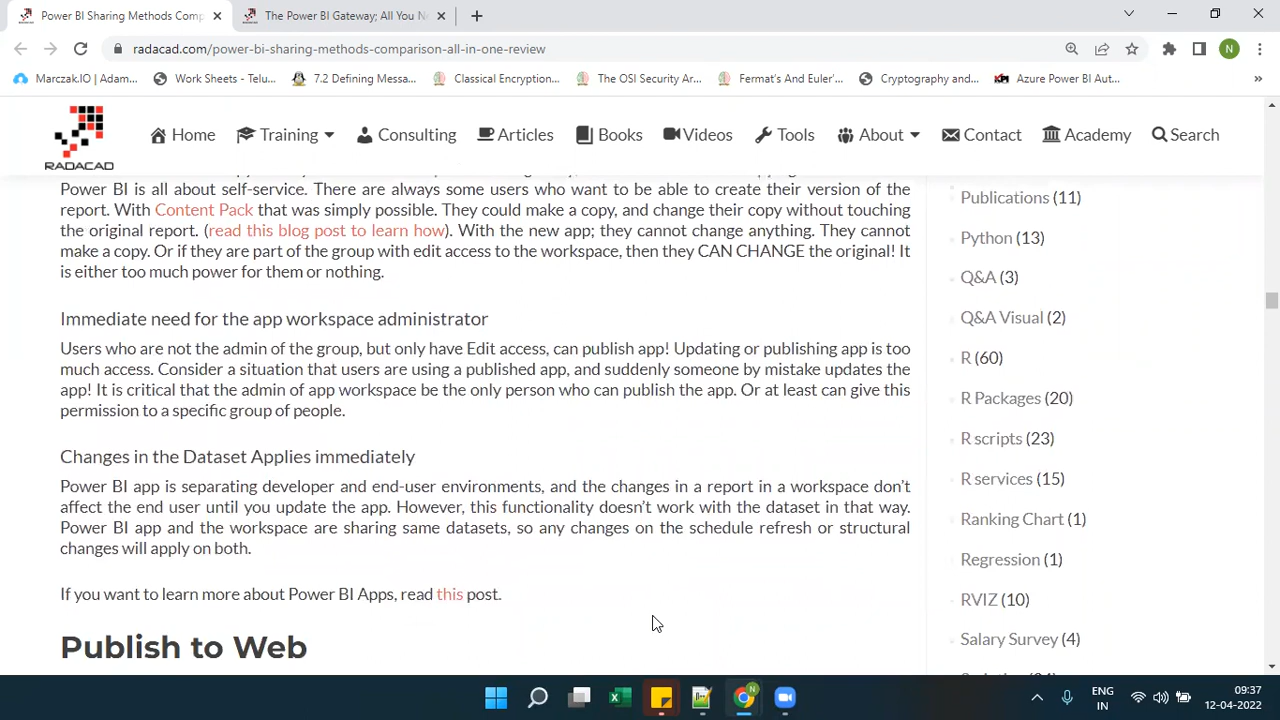 Power BI Sharing Methods Comp
The Power BI Gateway; All You Ne
radacad.com/power-bi-sharing-methods-comparison-all-in-one-review
N
Marczak.IO | Adam...
Work Sheets - Telu...
7.2 Defining Messa...
Classical Encryption...
The OSI Security Ar...
Fermat's And Euler'...
Cryptography and...
Azure Power BI Aut...
RADACAD
Home
Training
Consulting
Articles
Books
Videos
Tools
About
Contact
Academy
Search
Power BI is all about self-service. There are always some users who want to be able to create their version of the
report. With Content Pack that was simply possible. They could make a copy, and change their copy without touching
the original report. (read this blog post to learn how). With the new app; they cannot change anything. They cannot
make a copy. Or if they are part of the group with edit access to the workspace, then they CAN CHANGE the original! It
is either too much power for them or nothing.
Immediate need for the app workspace administrator
Users who are not the admin of the group, but only have Edit access, can publish app! Updating or publishing app is too
much access. Consider a situation that users are using a published app, and suddenly someone by mistake updates the
app! It is critical that the admin of app workspace be the only person who can publish the app. Or at least can give this
permission to a specific group of people.
Changes in the Dataset Applies immediately
Power BI app is separating developer and end-user environments, and the changes in a report in a workspace don't
affect the end user until you update the app. However, this functionality doesn't work with the dataset in that way.
Power BI app and the workspace are sharing same datasets, so any changes on the schedule refresh or structural
changes will apply on both.
If you want to learn more about Power BI Apps, read this post.
Publish to Web
Publications (11)
Python (13)
Q&A (3)
Q&A Visual (2)
R (60)
R Packages (20)
R scripts (23)
R services (15)
Ranking Chart (1)
Regression (1)
RVIZ (10)
Salary Survey (4)
ENG
IN
09:37
12-04-2022